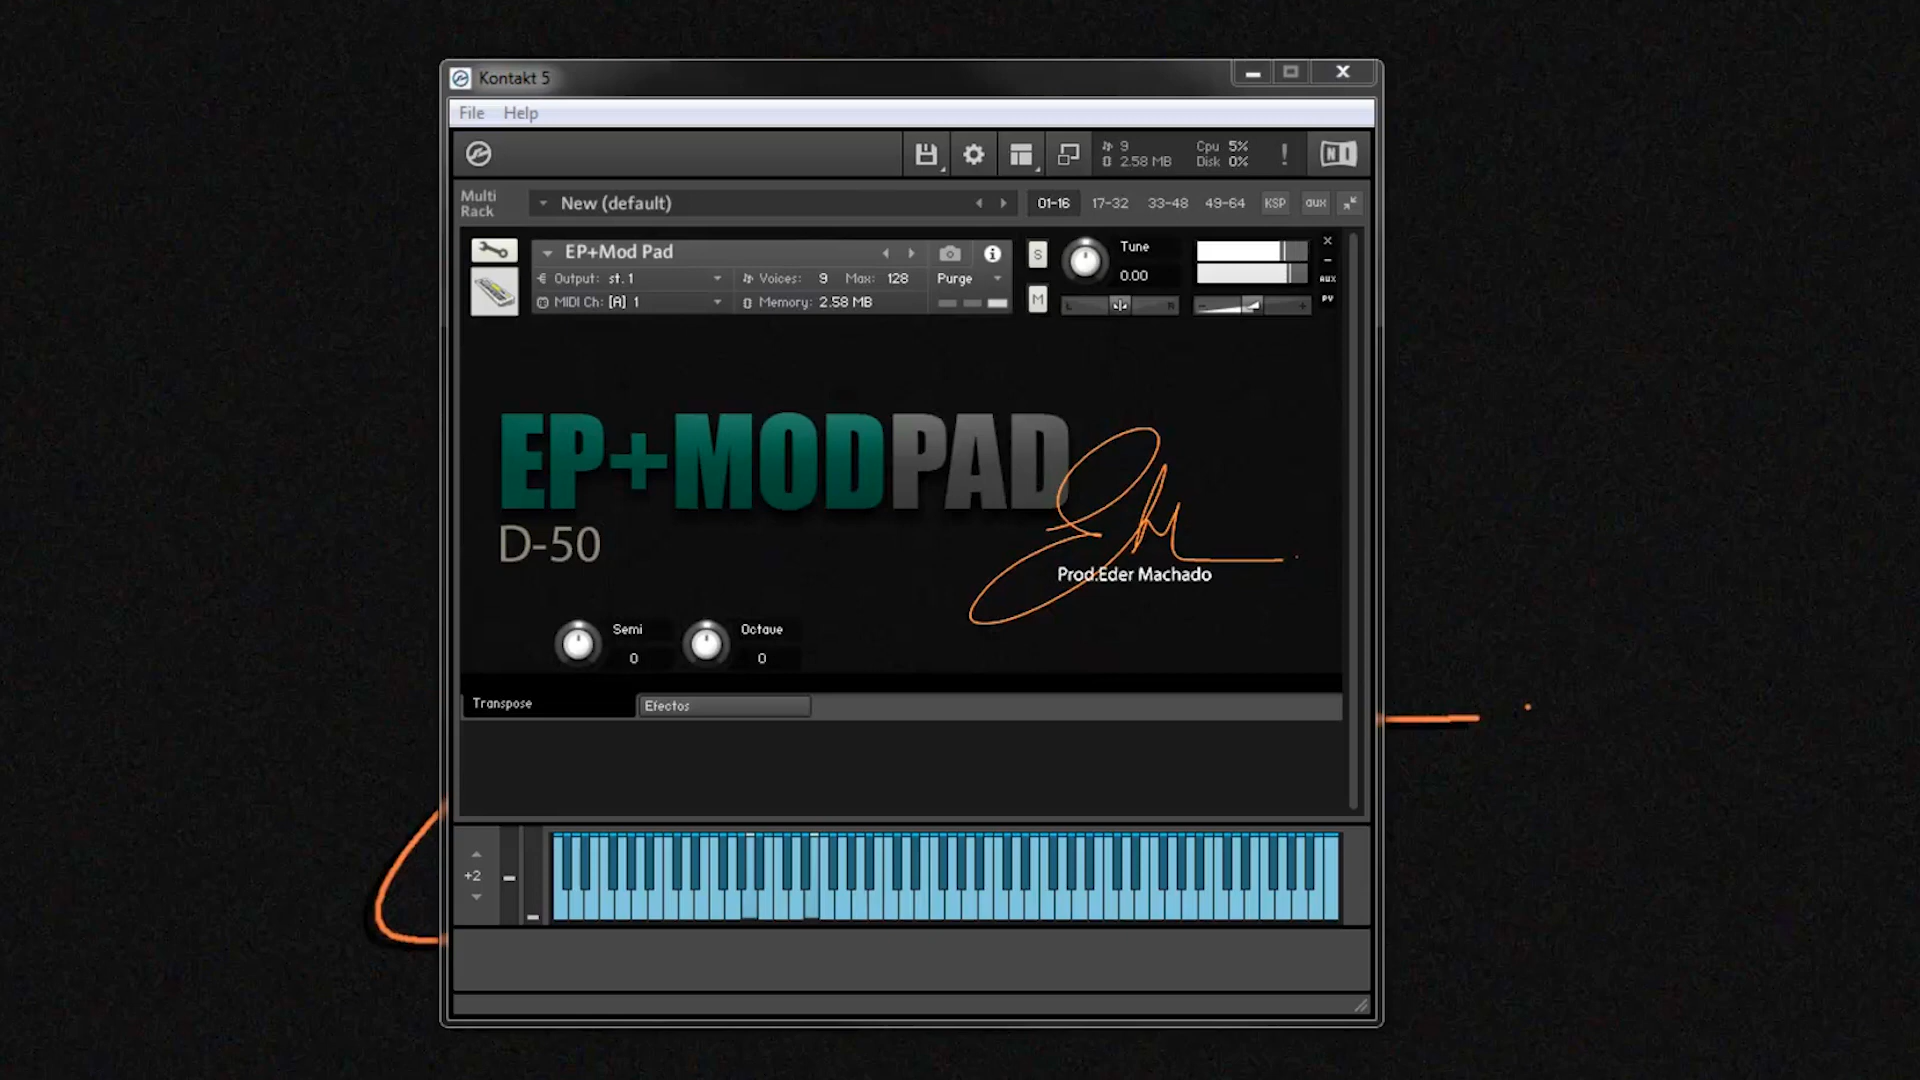 Kontakt 5
File Help
9
2.58 MB
Cpu 5%
Disk 0%
!
NI
Multi
Rack
New (default)
01-16 17-32 33-48 49-64 KSP aux
EP+Mod Pad
Output: st.1
Voices: 9 Max: 128
Purge
MIDI Ch: [A] 1
Memory: 2.58 MB
S
M
Tune
0.00
L R
- +
AUX
PV
EP+MODPAD
D-50
Prod.Eder Machado
Semi
0
Octave
0
Transpose
Efectos
+2